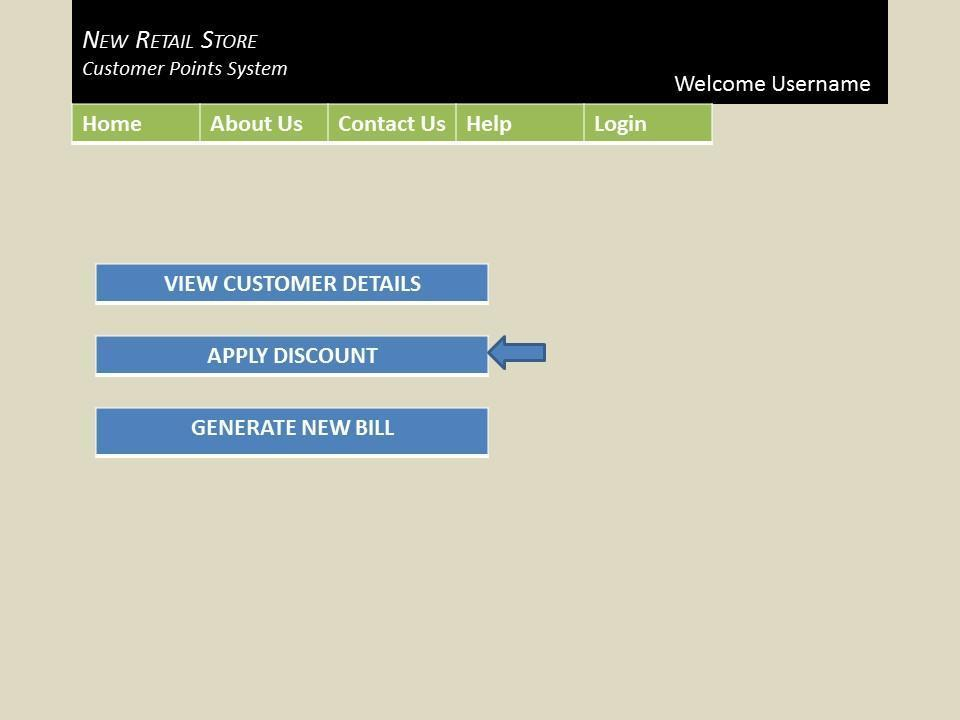 New Retail Store
Customer Points System
Welcome Username
Home About Us Contact Us Help Login
VIEW CUSTOMER DETAILS
APPLY DISCOUNT
GENERATE NEW BILL